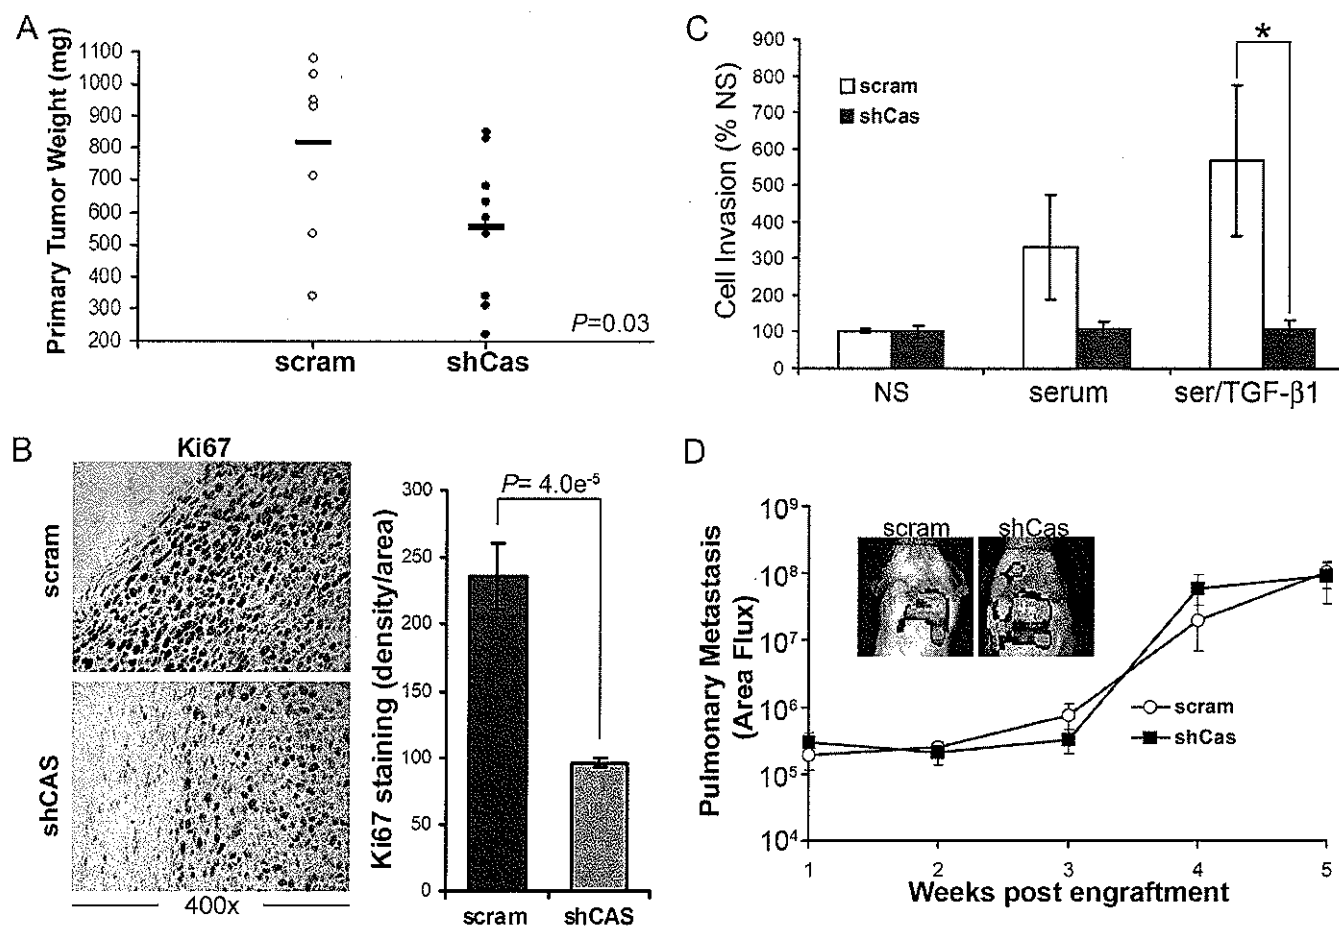 A
Primary Tumor Weight (mg)
1100
1000
900
800
700
600
500
400
300
200
P=0.03
scram
shCas
B
Ki67
scram
shCAS
400x
Ki67 staining (density/area)
300
250
200
150
100
50
0
P= 4.0e-5
scram
shCAS
C
Cell Invasion (% NS)
900
800
700
600
500
400
300
200
100
0
scram
shCas
*
NS
serum
ser/TGF-β1
D
Pulmonary Metastasis
(Area Flux)
10⁹
10⁸
10⁷
10⁶
10⁵
10⁴
scram
shCas
scram
shCas
1
2
3
4
5
Weeks post engraftment